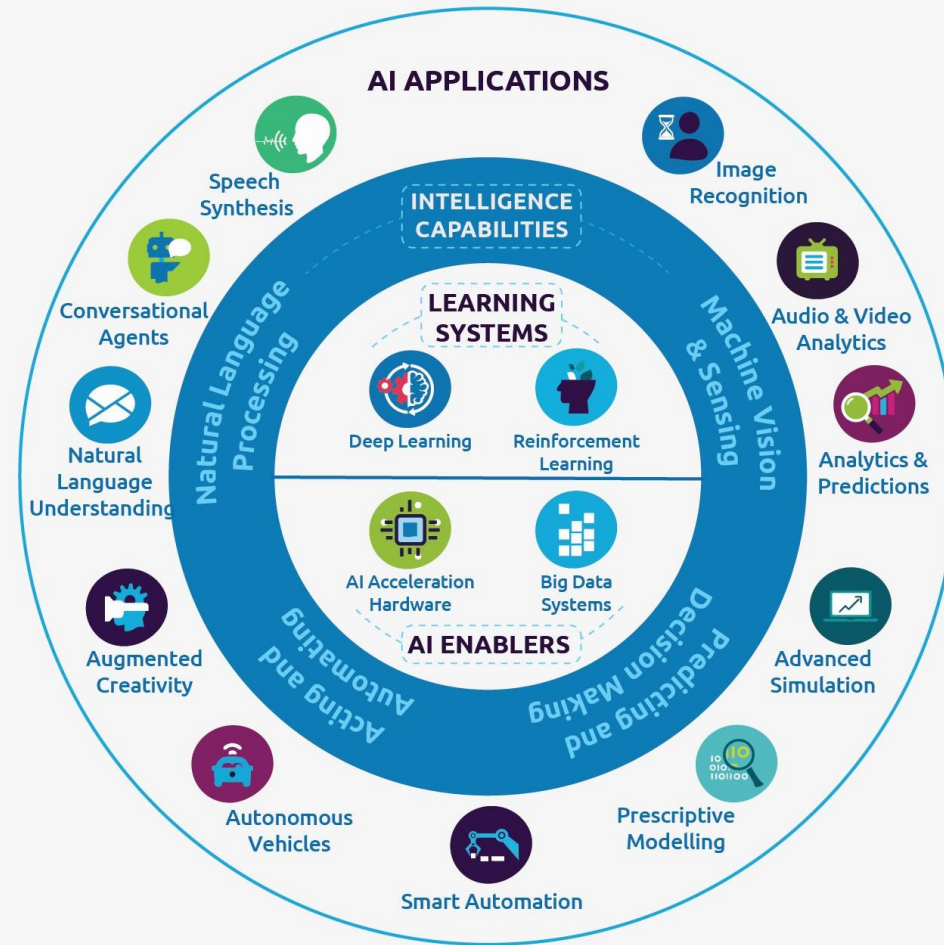 AI APPLICATIONS
Speech
Synthesis
Image
Recognition
Conversational
Agents
Audio & Video
Analytics
Natural
Language
Understanding
Analytics &
Predictions
Augmented
Creativity
Advanced
Simulation
Autonomous
Vehicles
Prescriptive
Modelling
Smart Automation
INTELLIGENCE
CAPABILITIES
Natural Language
Processing
Machine Vision
& Sensing
Acting and
Automating
Predicting and
Decision Making
LEARNING
SYSTEMS
Deep Learning
Reinforcement
Learning
AI Acceleration
Hardware
Big Data
Systems
AI ENABLERS